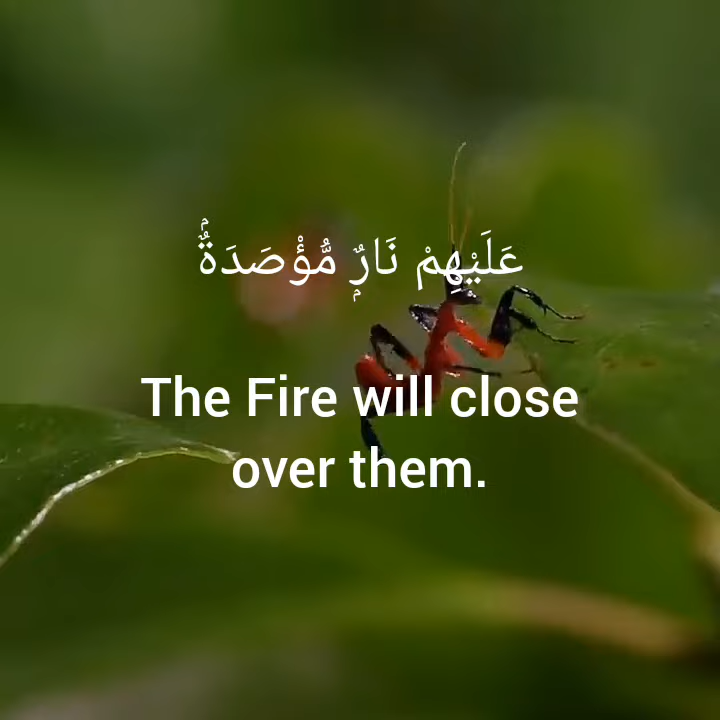 عَلَيْهِمْ نَارٌۭ مُّؤْصَدَةٌۢ
The Fire will close
over them.